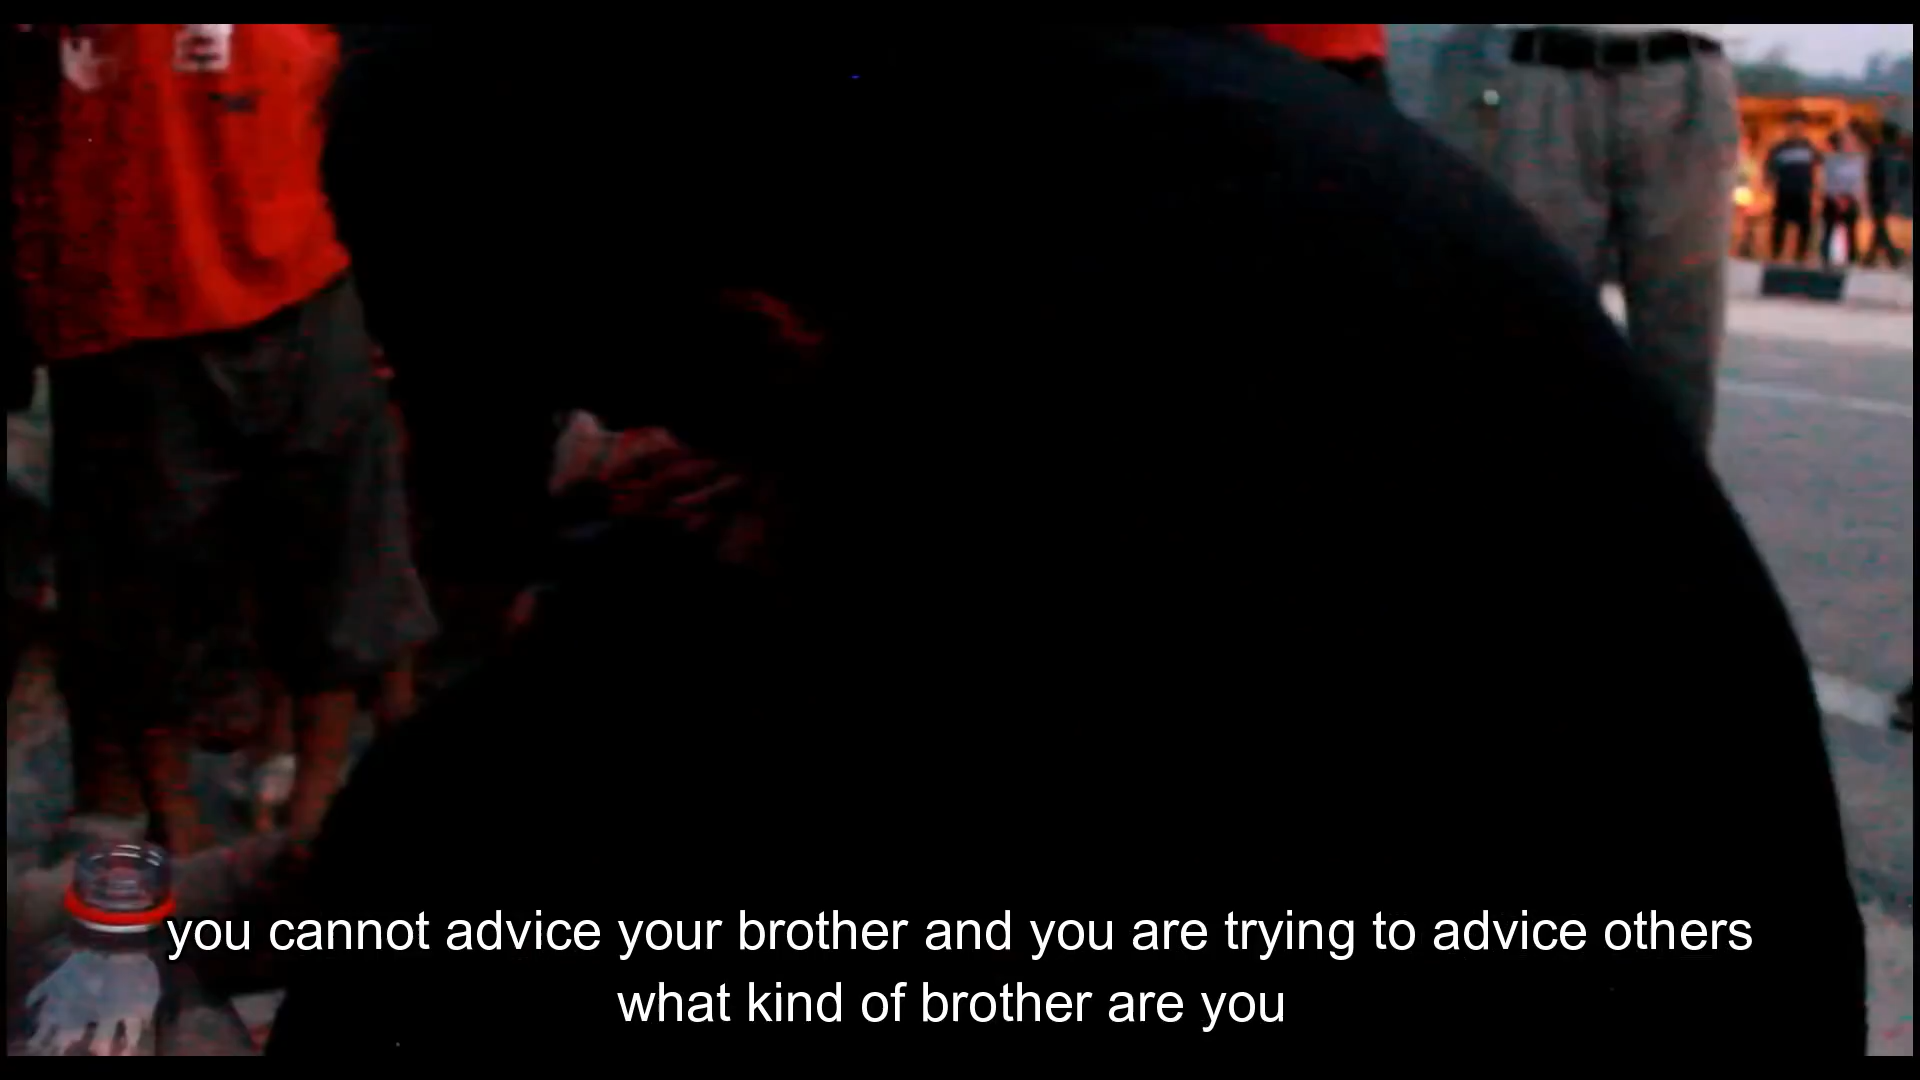 you cannot advice your brother and you are trying to advice others
what kind of brother are you